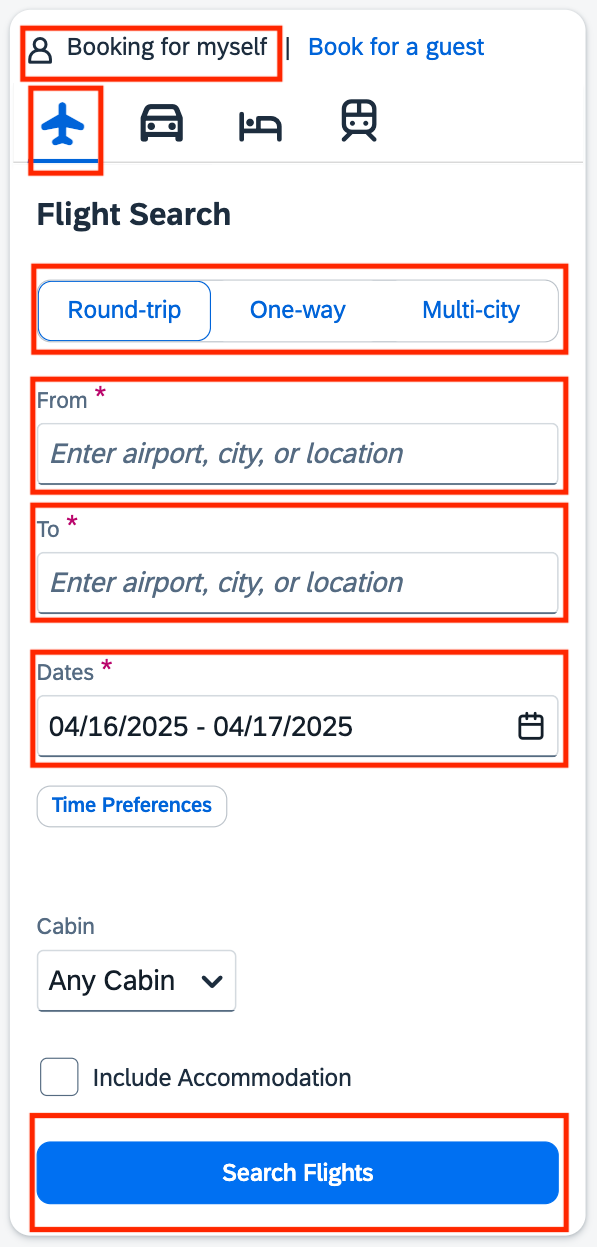 Booking for myself | Book for a guest
Flight Search
Round-trip One-way Multi-city
From *
Enter airport, city, or location
To *
Enter airport, city, or location
Dates *
04/16/2025 - 04/17/2025
Time Preferences
Cabin
Any Cabin
Include Accommodation
Search Flights